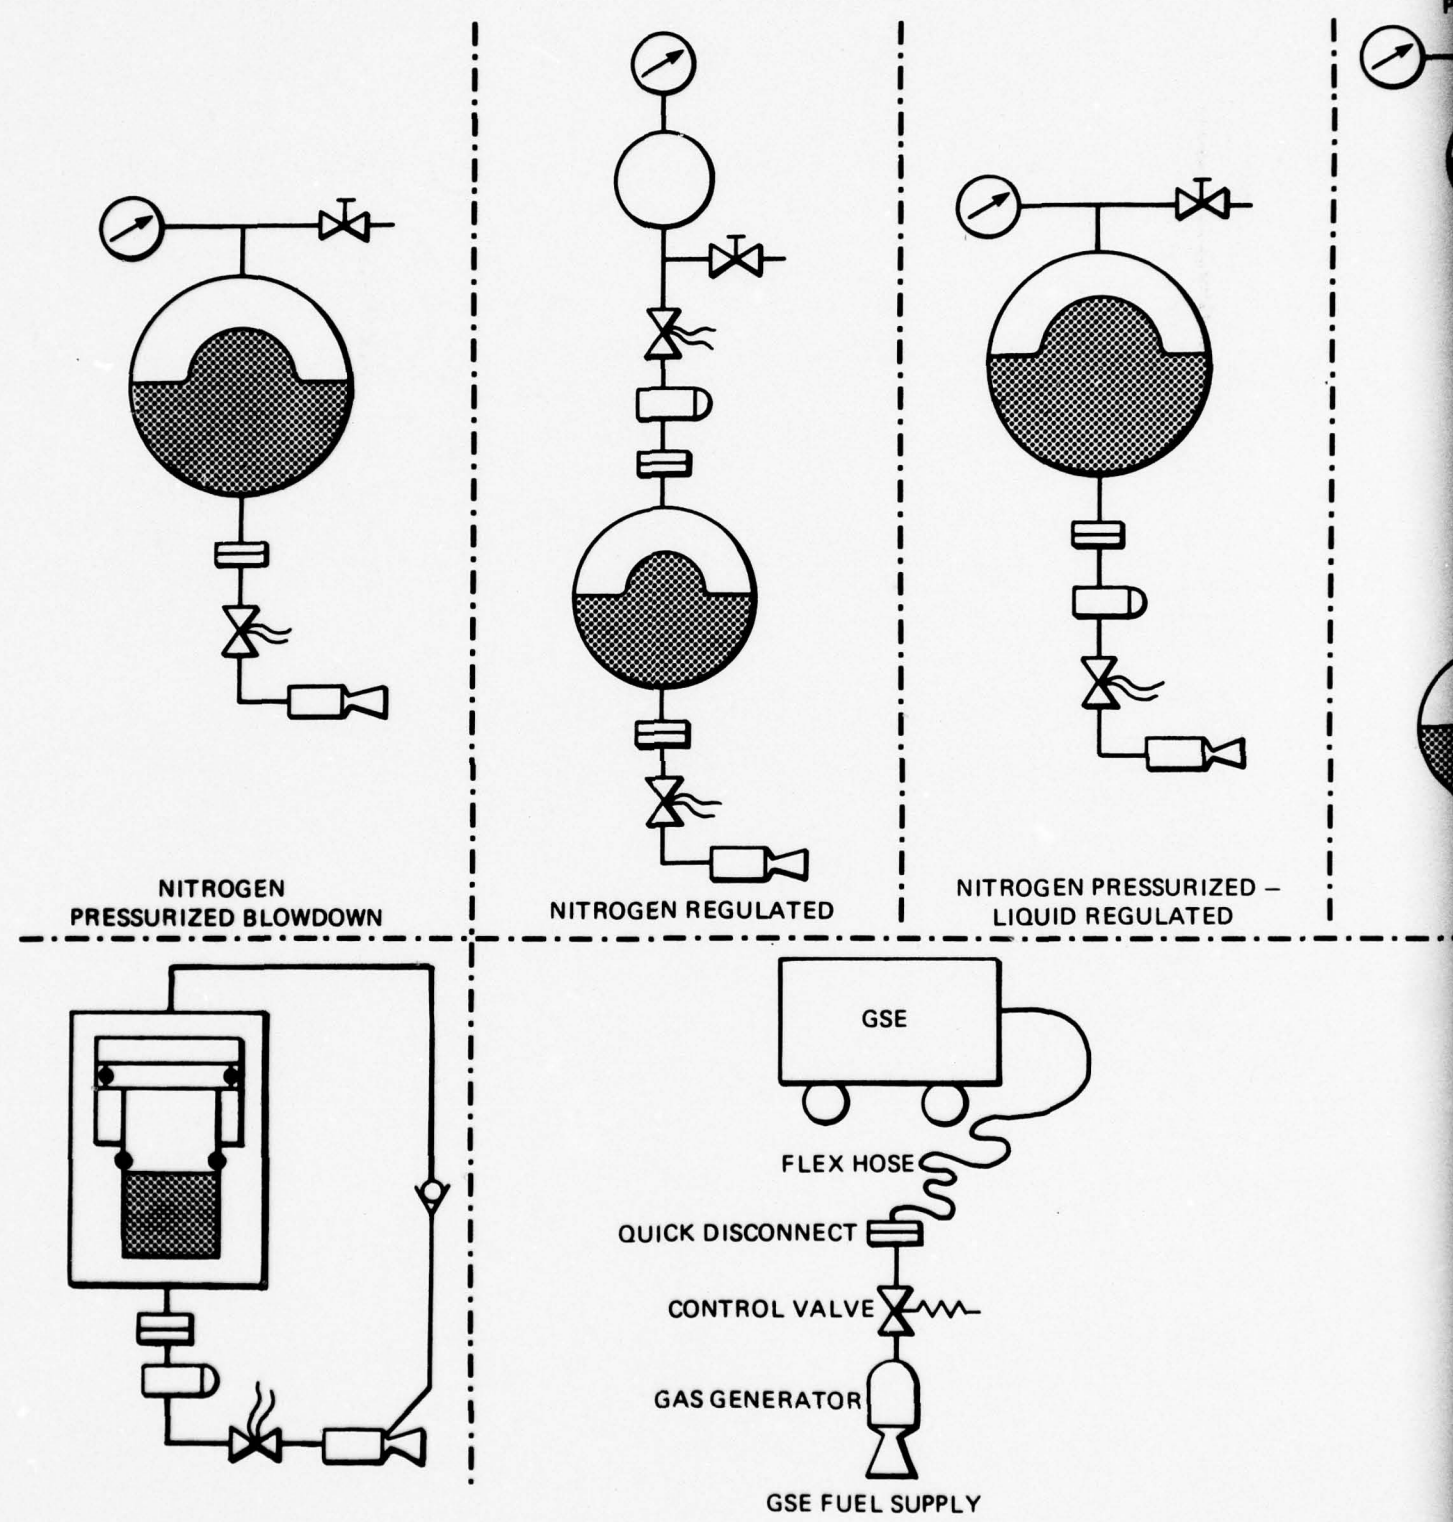 NITROGEN
PRESSURIZED BLOWDOWN
NITROGEN REGULATED
NITROGEN PRESSURIZED –
LIQUID REGULATED
GSE
FLEX HOSE
QUICK DISCONNECT
CONTROL VALVE
GAS GENERATOR
GSE FUEL SUPPLY